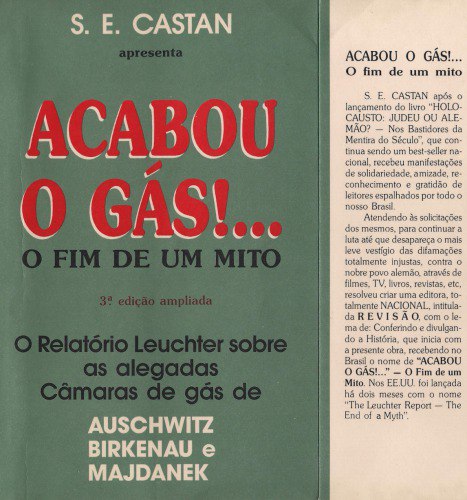 S. E. CASTAN
apresenta
ACABOU
O GÁS!...
O FIM DE UM MITO
3ª edição ampliada
O Relatório Leuchter sobre
as alegadas
Câmaras de gás de
AUSCHWITZ
BIRKENAU e
MAJDANEK
ACABOU O GÁS!...
O fim de um mito
S. E. CASTAN após o
lançamento do livro “HOLO-
CAUSTO: JUDEU OU ALE-
MÃO? — Nos Bastidores da
Mentira do Século”, que con-
tinua sendo um best-seller na-
cional, recebeu manifestações
de solidariedade, amizade, re-
conhecimento e gratidão de
leitores espalhados por todo o
nosso Brasil.
Atendendo às solicitações
dos mesmos, para continuar a
luta até que desapareça o mais
leve vestígio das difamações
totalmente injustas, contra o
nobre povo alemão, através de
filmes, TV, livros, revistas, etc,
resolveu criar uma editora, to-
talmente NACIONAL, intitula-
da REVISÃO, com o le-
ma de: Conferindo e divulgan-
do a História, que inicia com
a presente obra, recebendo no
Brasil o nome de “ACABOU
O GÁS!...” — O Fim de um
Mito. Nos EE.UU. foi lançada
há dois meses com o nome
“The Leuchter Report — The
End of a Myth”.